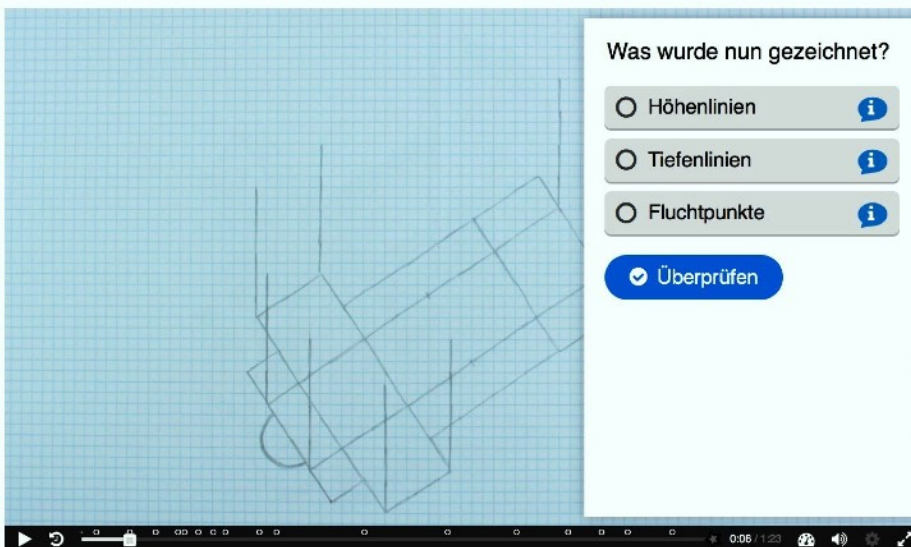 Was wurde nun gezeichnet?
Höhenlinien
Tiefenlinien
Fluchtpunkte
Überprüfen
0:06 / 1:23